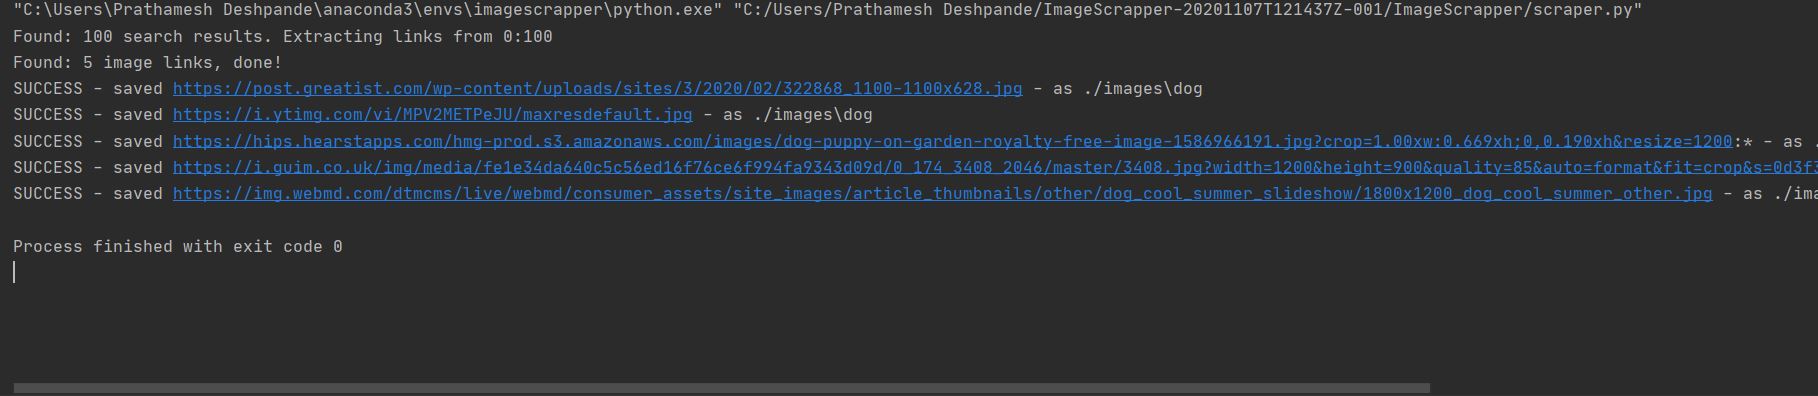 "C:\Users\Prathamesh Deshpande\anaconda3\envs\imagescrapper\python.exe" "C:/Users/Prathamesh Deshpande/ImageScrapper-20201107T121437Z-001/ImageScrapper/scraper.py"
Found: 100 search results. Extracting links from 0:100
Found: 5 image links, done!
SUCCESS - saved https://post.greatist.com/wp-content/uploads/sites/3/2020/02/322868_1100-1100x628.jpg - as ./images\dog
SUCCESS - saved https://i.ytimg.com/vi/MPV2METPeJU/maxresdefault.jpg - as ./images\dog
SUCCESS - saved https://hips.hearstapps.com/hmg-prod.s3.amazonaws.com/images/dog-puppy-on-garden-royalty-free-image-1586966191.jpg?crop=1.00xw:0.669xh;0,0.190xh&resize=1200:* - as .
SUCCESS - saved https://i.guim.co.uk/img/media/fe1e34da640c5c56ed16f76ce6f994fa9343d09d/0_174_3408_2046/master/3408.jpg?width=1200&height=900&quality=85&auto=format&fit=crop&s=0d3f3
SUCCESS - saved https://img.webmd.com/dtmcms/live/webmd/consumer_assets/site_images/article_thumbnails/other/dog_cool_summer_slideshow/1800x1200_dog_cool_summer_other.jpg - as ./ima
Process finished with exit code 0